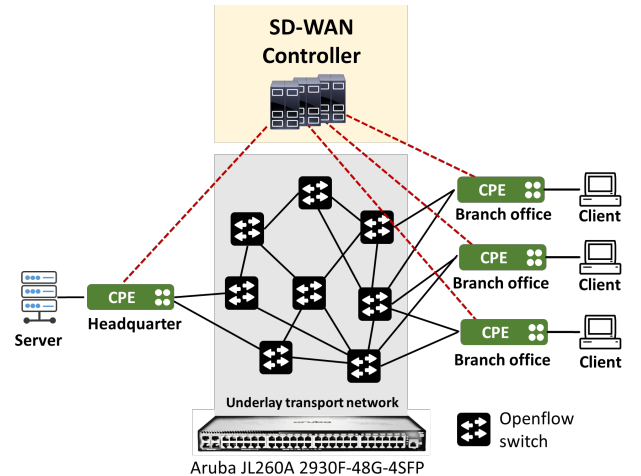 SD-WAN
Controller
CPE
Branch office
Client
CPE
Branch office
Client
CPE
Headquarter
Server
CPE
Branch office
Client
Underlay transport network
Openflow
switch
Aruba JL260A 2930F-48G-4SFP